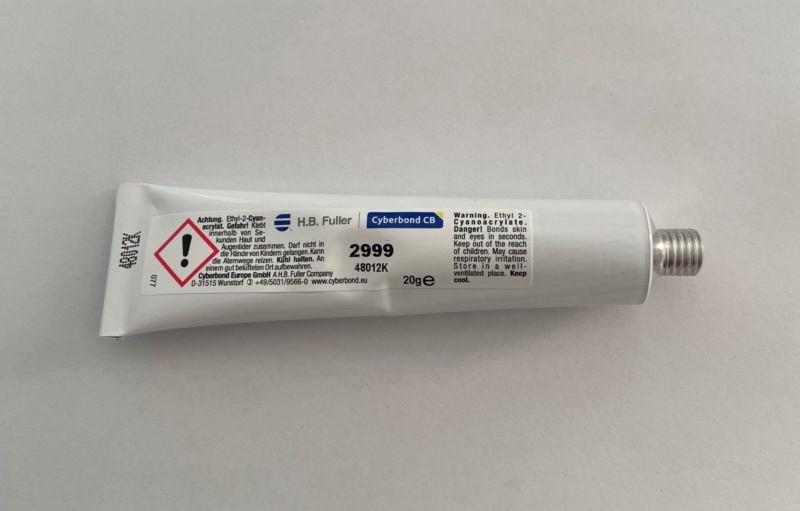 48012K
077
Achtung. Ethyl-2-Cyan-
acrylat. Gefahr! Klebt
innerhalb von Se-
kunden Haut und
Augenlider zusammen. Darf nicht in
die Hände von Kindern gelangen. Kann
die Atemwege reizen. Kühl halten. An
einem gut belüfteten Ort aufbewahren.
Cyberbond Europe GmbH A H.B. Fuller Company
D-31515 Wunstorf ✆ +49/5031/9566-0 www.cyberbond.eu
H.B. Fuller
Cyberbond CB
2999
48012K
20g℮
Warning. Ethyl 2-
Cyanoacrylate.
Danger! Bonds skin
and eyes in seconds.
Keep out of the reach
of children. May cause
respiratory irritation.
Store in a well-
ventilated place. Keep
cool.